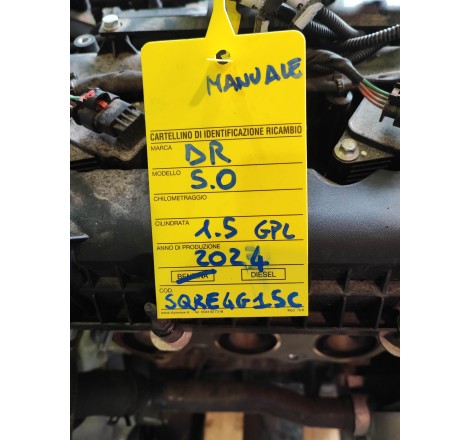 MANUALE
CARTELLINO DI IDENTIFICAZIONE RICAMBIO
MARCA DR
MODELLO 5.0
CHILOMETRAGGIO
CILINDRATA 1.5 GPL
ANNO DI PRODUZIONE 2024
BENZINA DIESEL
COD. SQRE4G15C